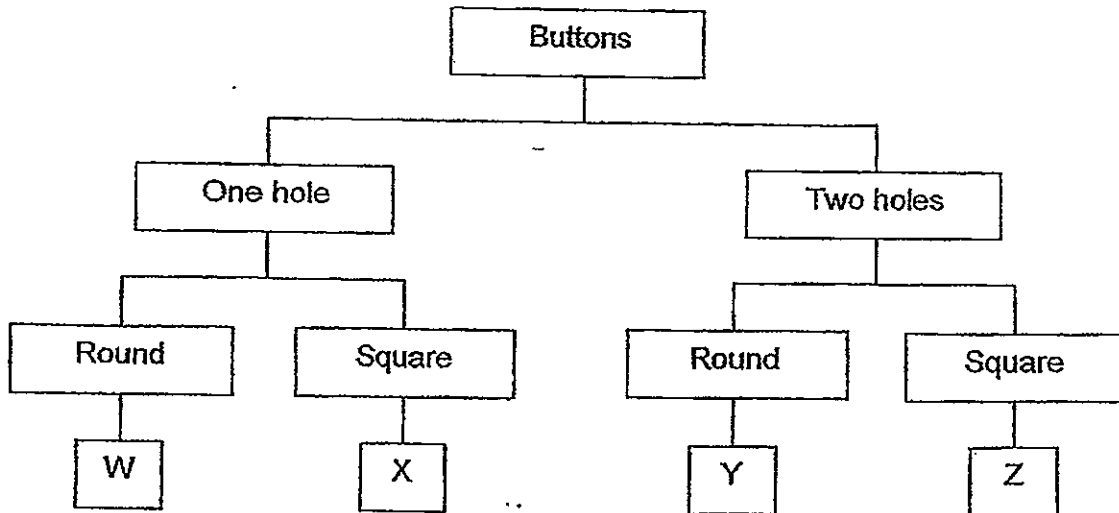 Buttons
One hole
Two holes
Round
Square
Round
Square
W
X
Y
Z